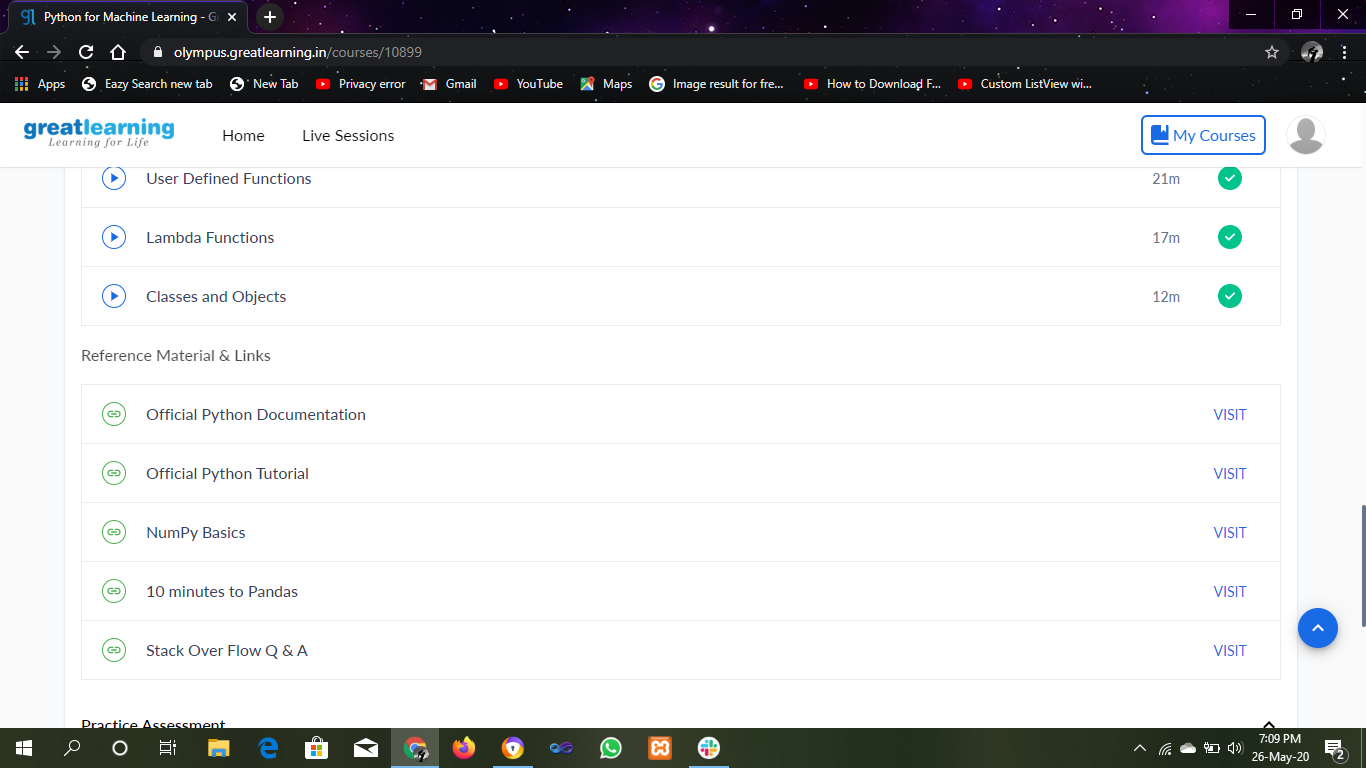 Python for Machine Learning - G
olympus.greatlearning.in/courses/10899
Apps Eazy Search new tab New Tab Privacy error Gmail YouTube Maps Image result for fre... How to Download F... Custom ListView wi...
greatlearning
Learning for Life
Home Live Sessions My Courses
User Defined Functions 21m
Lambda Functions 17m
Classes and Objects 12m
Reference Material & Links
Official Python Documentation VISIT
Official Python Tutorial VISIT
NumPy Basics VISIT
10 minutes to Pandas VISIT
Stack Over Flow Q & A VISIT
Practice Assessment
7:09 PM
26-May-20
2